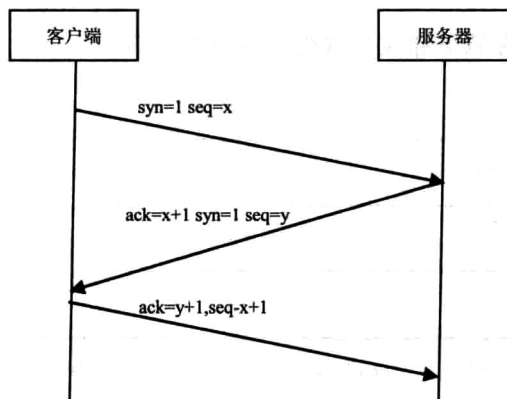 客户端
服务器
syn=1 seq=x
ack=x+1 syn=1 seq=y
ack=y+1,seq-x+1